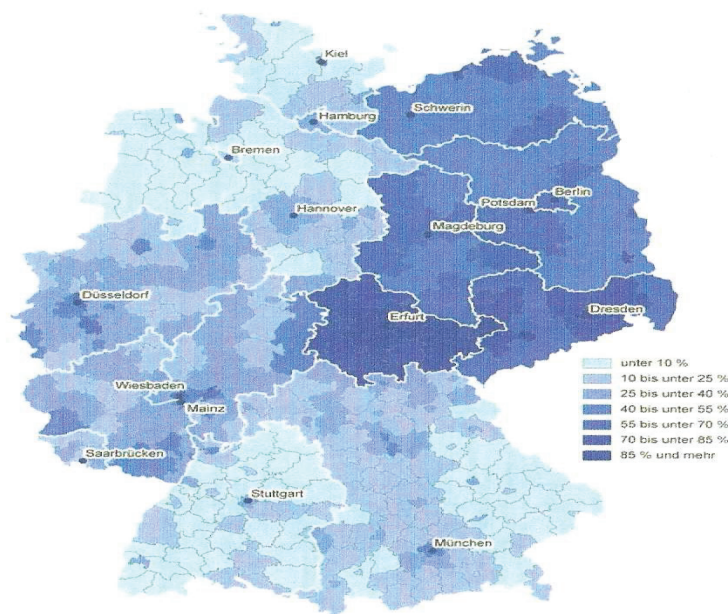 Kiel
Schwerin
Hamburg
Bremen
Berlin
Potsdam
Hannover
Magdeburg
Düsseldorf
Dresden
Erfurt
Wiesbaden
Mainz
Saarbrücken
Stuttgart
München
unter 10 %
10 bis unter 25 %
25 bis unter 40 %
40 bis unter 55 %
55 bis unter 70 %
70 bis unter 85 %
85 % und mehr